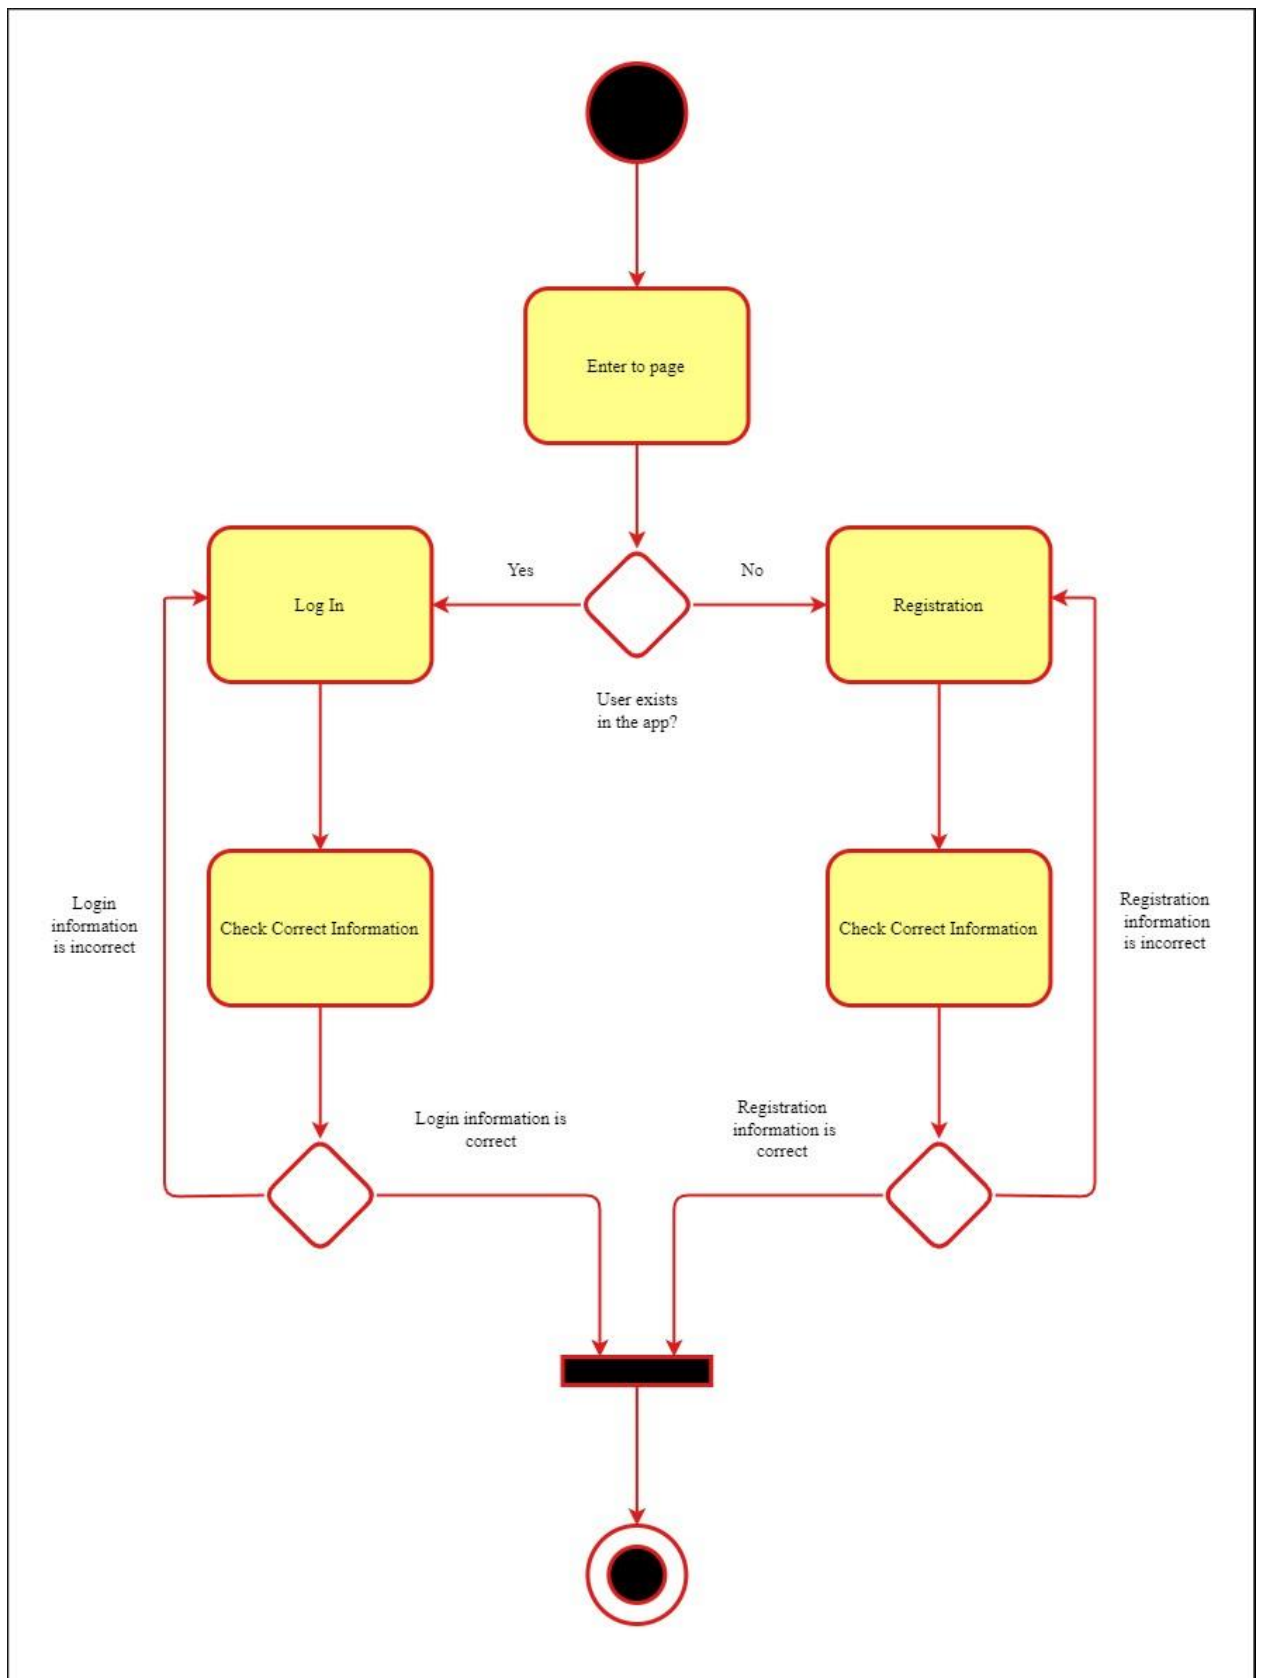 Enter to page
Yes
No
Log In
Registration
User exists
in the app?
Login
information
is incorrect
Check Correct Information
Check Correct Information
Registration
information
is incorrect
Login information is
correct
Registration
information is
correct